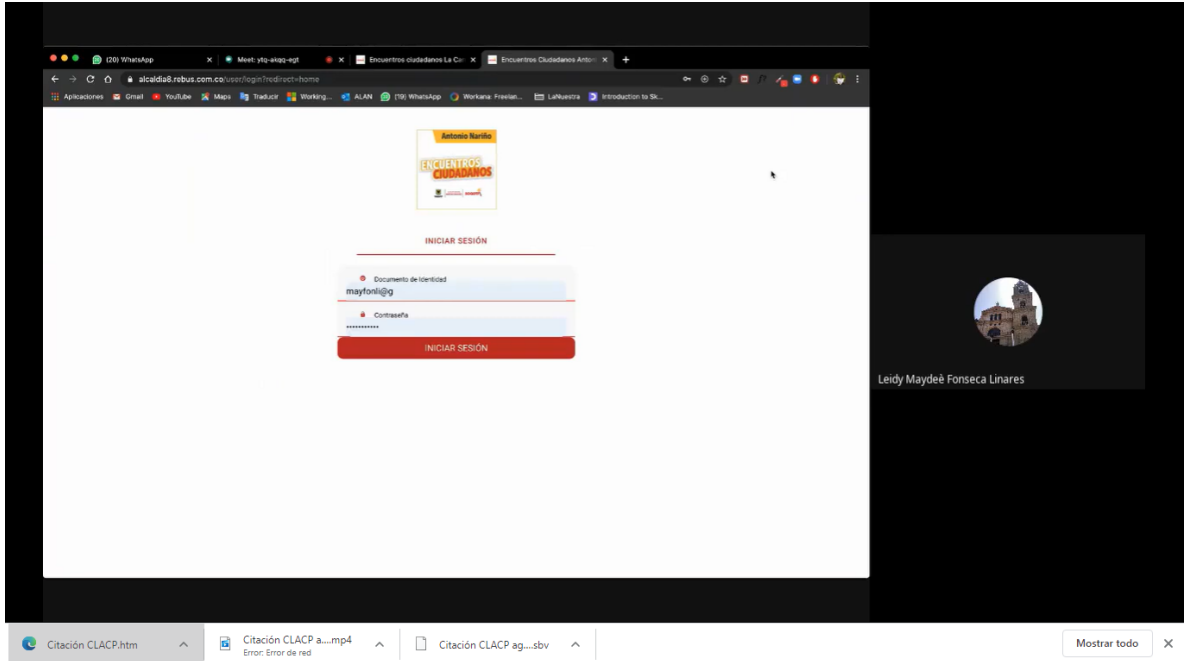 (20) WhatsApp
Meet: ytq-akqq-egt
Encuentros ciudadanos La Can
Encuentros Ciudadanos Anton
alcaldia8.rebus.com.co/user/login?redirect=home
Aplicaciones Gmail YouTube Maps Traducir Working... ALAN (19) WhatsApp Workana: Freelan... LaNuestra Introduction to Sk...
Antonio Nariño
ENCUENTROS
CIUDADANOS
INICIAR SESIÓN
Documento de Identidad
mayfonli@g
Contraseña
•••••••••••
INICIAR SESIÓN
Leidy Maydeè Fonseca Linares
Citación CLACP.htm
Citación CLACP a....mp4
Error: Error de red
Citación CLACP ag....sbv
Mostrar todo